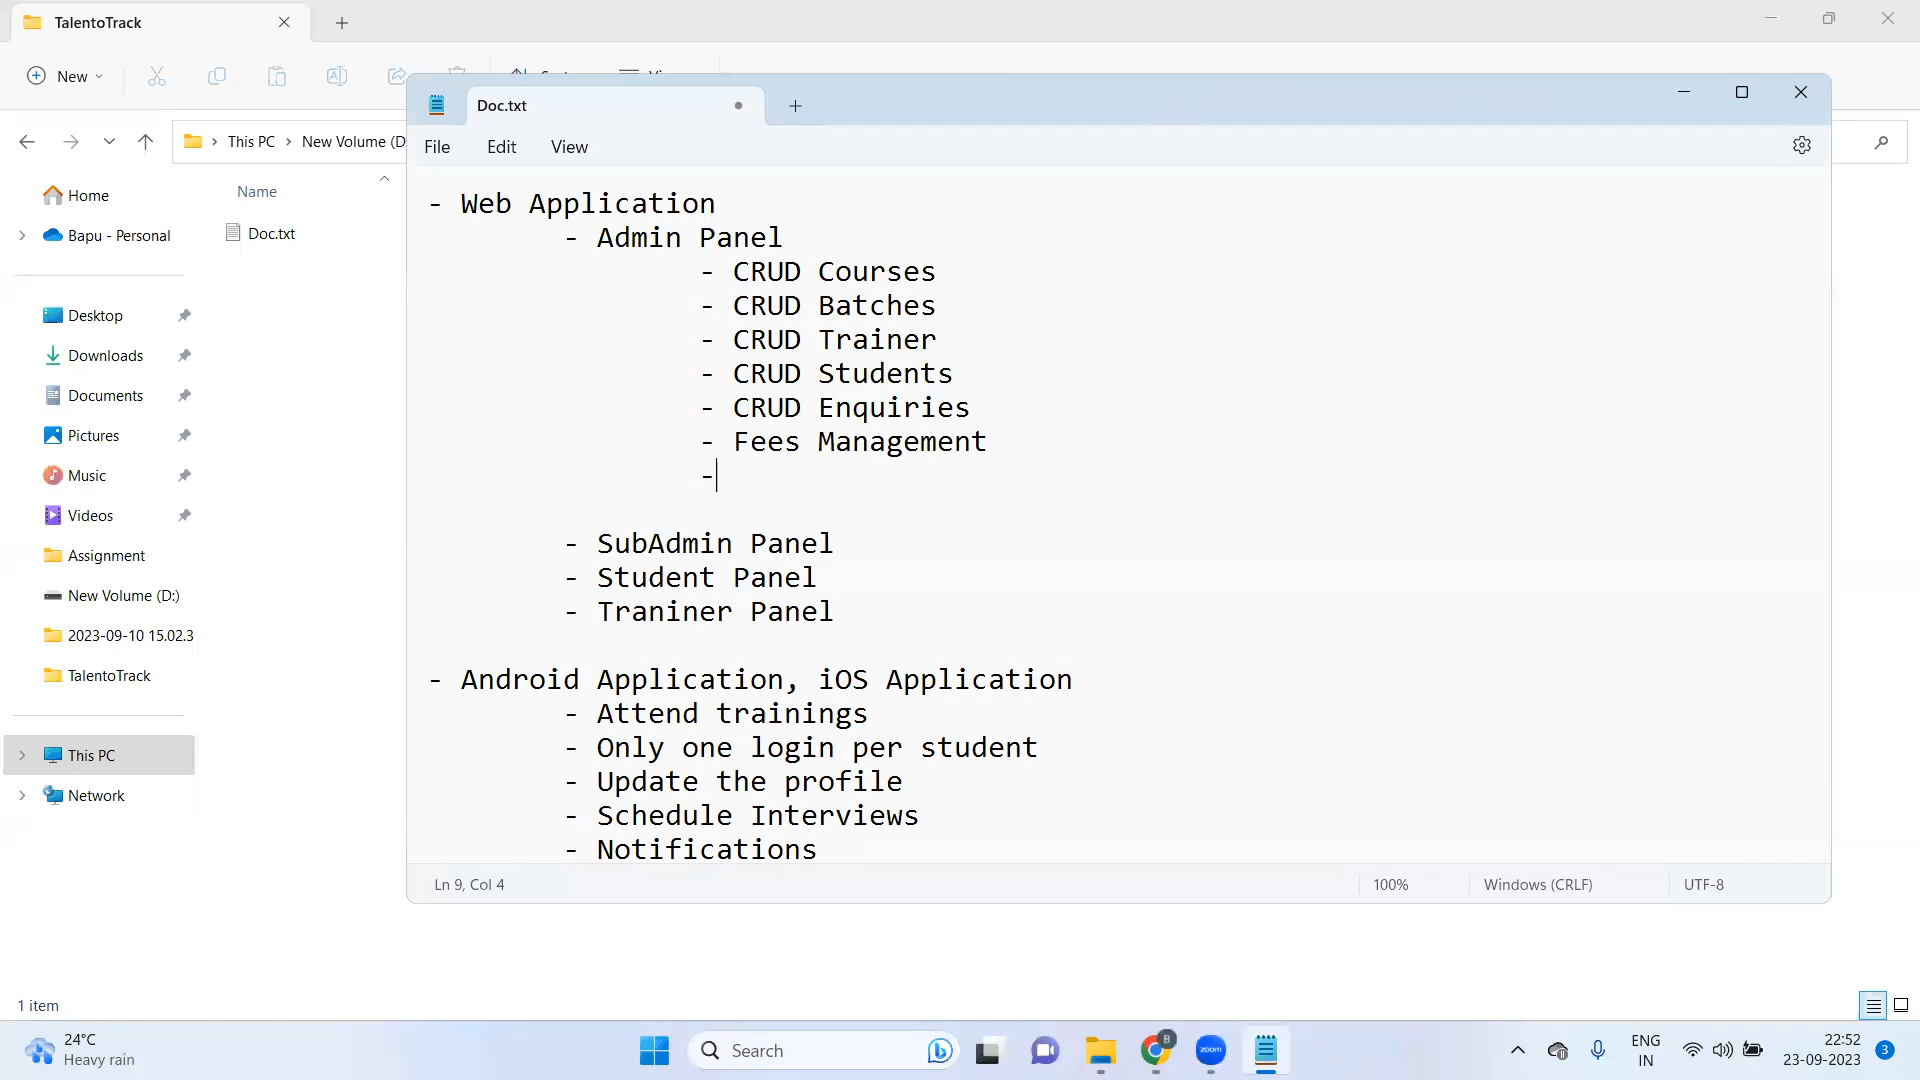 TalentoTrack
New
Doc.txt
File Edit View
This PC New Volume (D
Home
Name
Bapu - Personal
Doc.txt
Desktop
Downloads
Documents
Pictures
Music
Videos
Assignment
New Volume (D:)
2023-09-10 15.02.3
TalentoTrack
This PC
Network
- Web Application
- Admin Panel
- CRUD Courses
- CRUD Batches
- CRUD Trainer
- CRUD Students
- CRUD Enquiries
- Fees Management
-
- SubAdmin Panel
- Student Panel
- Traniner Panel
- Android Application, iOS Application
- Attend trainings
- Only one login per student
- Update the profile
- Schedule Interviews
- Notifications
Ln 9, Col 4 100% Windows (CRLF) UTF-8
1 item
24°C
Heavy rain
Search
B
zoom
ENG
IN
22:52
23-09-2023
3